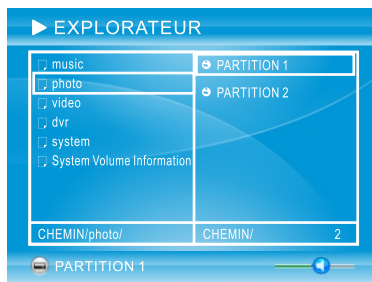 EXPLORATEUR
music
photo
video
dvr
system
System Volume Information
CHEMIN/photo/
PARTITION 1
PARTITION 2
CHEMIN/ 2
PARTITION 1